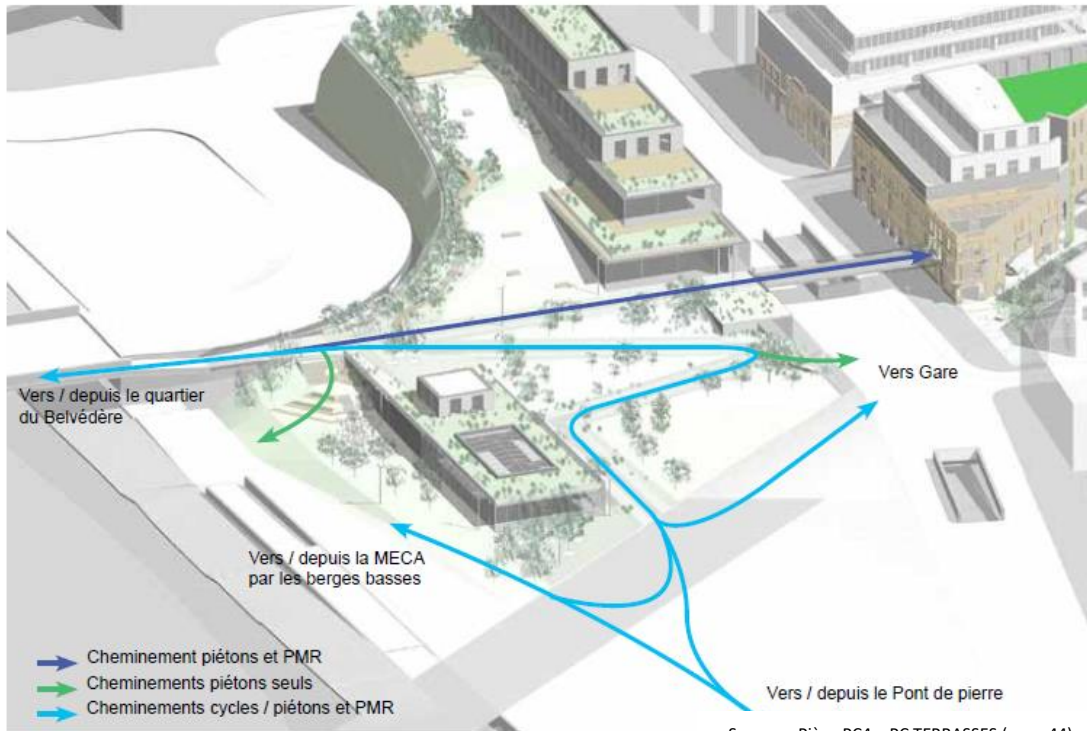 Vers / depuis le quartier
du Belvédère
Vers Gare
Vers / depuis la MECA
par les berges basses
Cheminement piétons et PMR
Cheminements piétons seuls
Cheminements cycles / piétons et PMR
Vers / depuis le Pont de pierre